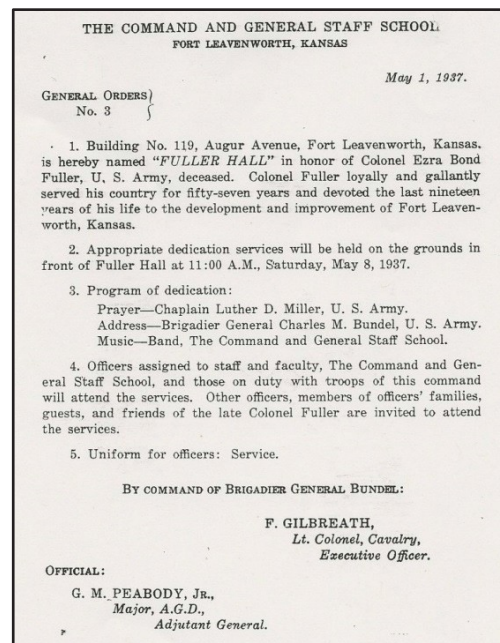 THE COMMAND AND GENERAL STAFF SCHOOL
FORT LEAVENWORTH, KANSAS
May 1, 1937.
GENERAL ORDERS
No. 3
1. Building No. 119, Augur Avenue, Fort Leavenworth, Kansas.
is hereby named "FULLER HALL" in honor of Colonel Ezra Bond
Fuller, U. S. Army, deceased. Colonel Fuller loyally and gallantly
served his country for fifty-seven years and devoted the last nineteen
years of his life to the development and improvement of Fort Leaven-
worth, Kansas.
2. Appropriate dedication services will be held on the grounds in
front of Fuller Hall at 11:00 A.M., Saturday, May 8, 1937.
3. Program of dedication:
Prayer—Chaplain Luther D. Miller, U. S. Army.
Address—Brigadier General Charles M. Bundel, U. S. Army.
Music—Band, The Command and General Staff School.
4. Officers assigned to staff and faculty, The Command and Gen-
eral Staff School, and those on duty with troops of this command
will attend the services. Other officers, members of officers' families,
guests, and friends of the late Colonel Fuller are invited to attend
the services.
5. Uniform for officers: Service.
BY COMMAND OF BRIGADIER GENERAL BUNDEL:
F. GILBREATH,
Lt. Colonel, Cavalry,
Executive Officer.
OFFICIAL:
G. M. PEABODY, JR.,
Major, A.G.D.,
Adjutant General.